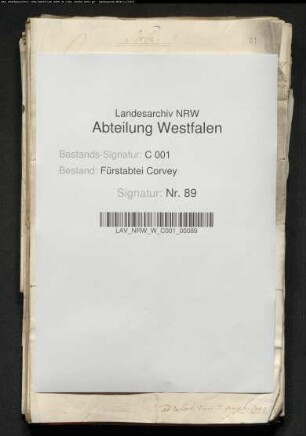 Landesarchiv NRW
Abteilung Westfalen
Bestands-Signatur: C 001
Bestand: Fürstabtei Corvey
Signatur: Nr. 89
LAV_NRW_W_C001_00089